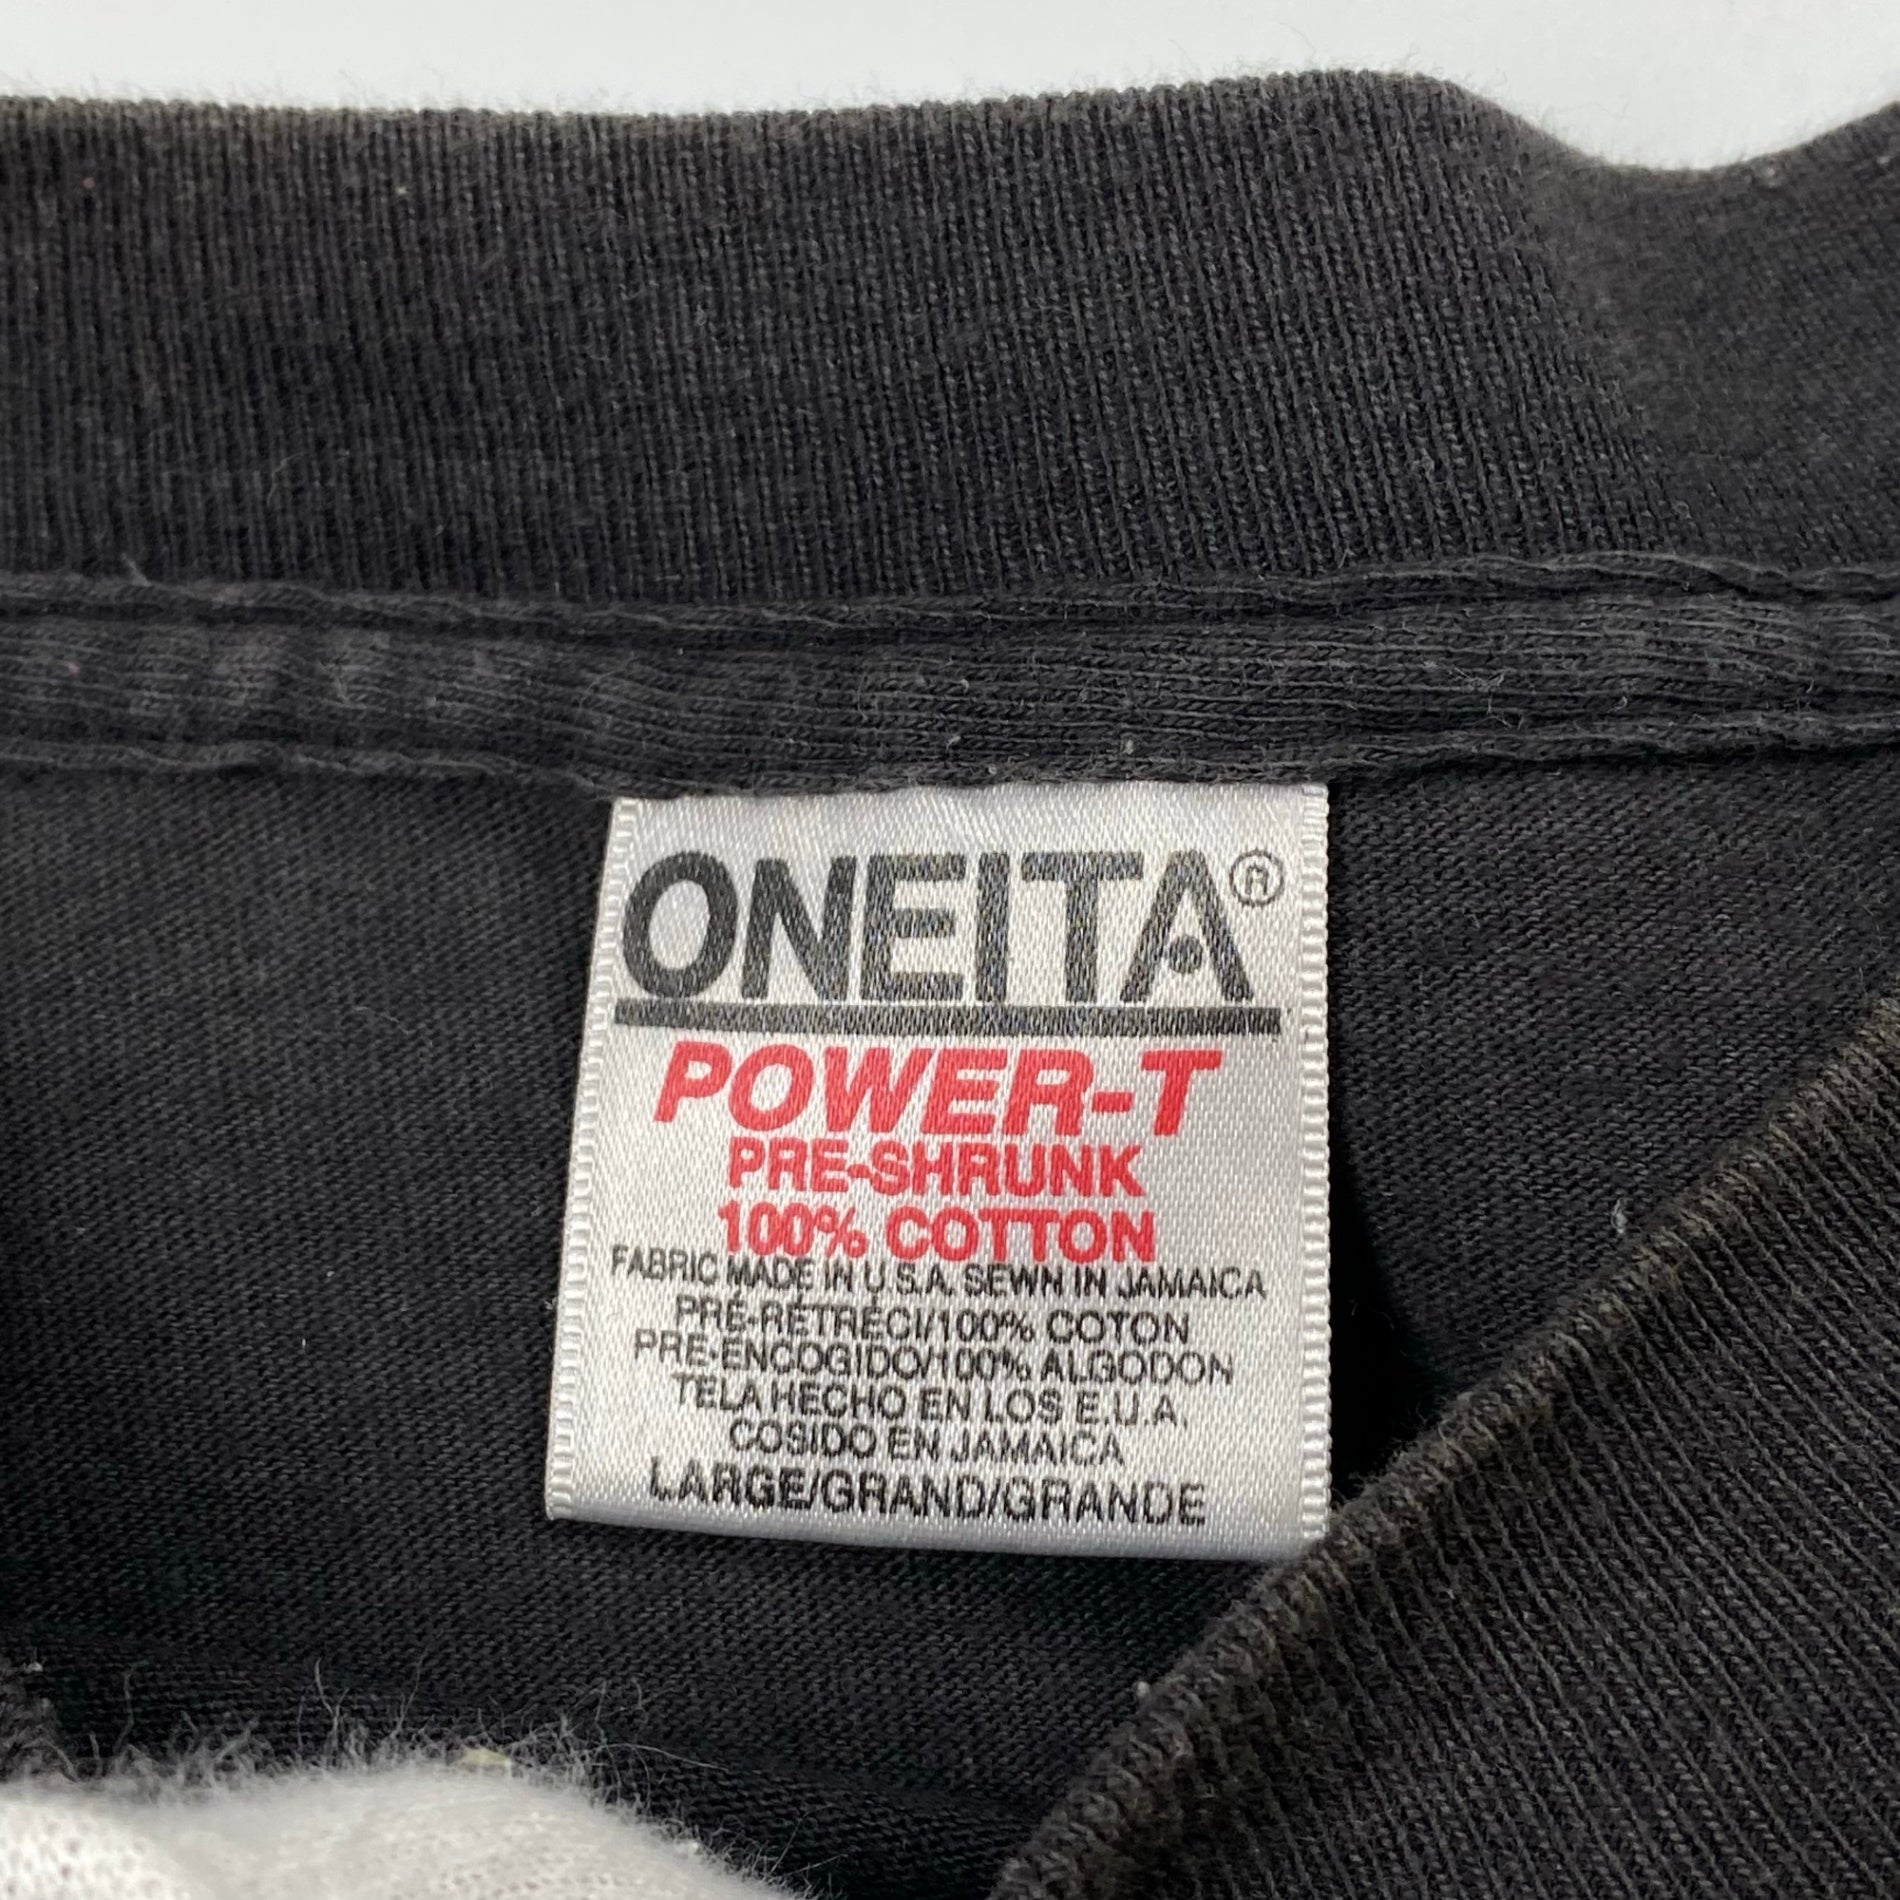 ONEITA®
POWER-T
PRE-SHRUNK
100% COTTON
FABRIC MADE IN U.S.A. SEWN IN JAMAICA
PRÉ-RÉTRÉCI/100% COTON
PRE-ENCOGIDO/100% ALGODON
TELA HECHO EN LOS E.U.A.
COSIDO EN JAMAICA
LARGE/GRAND/GRANDE